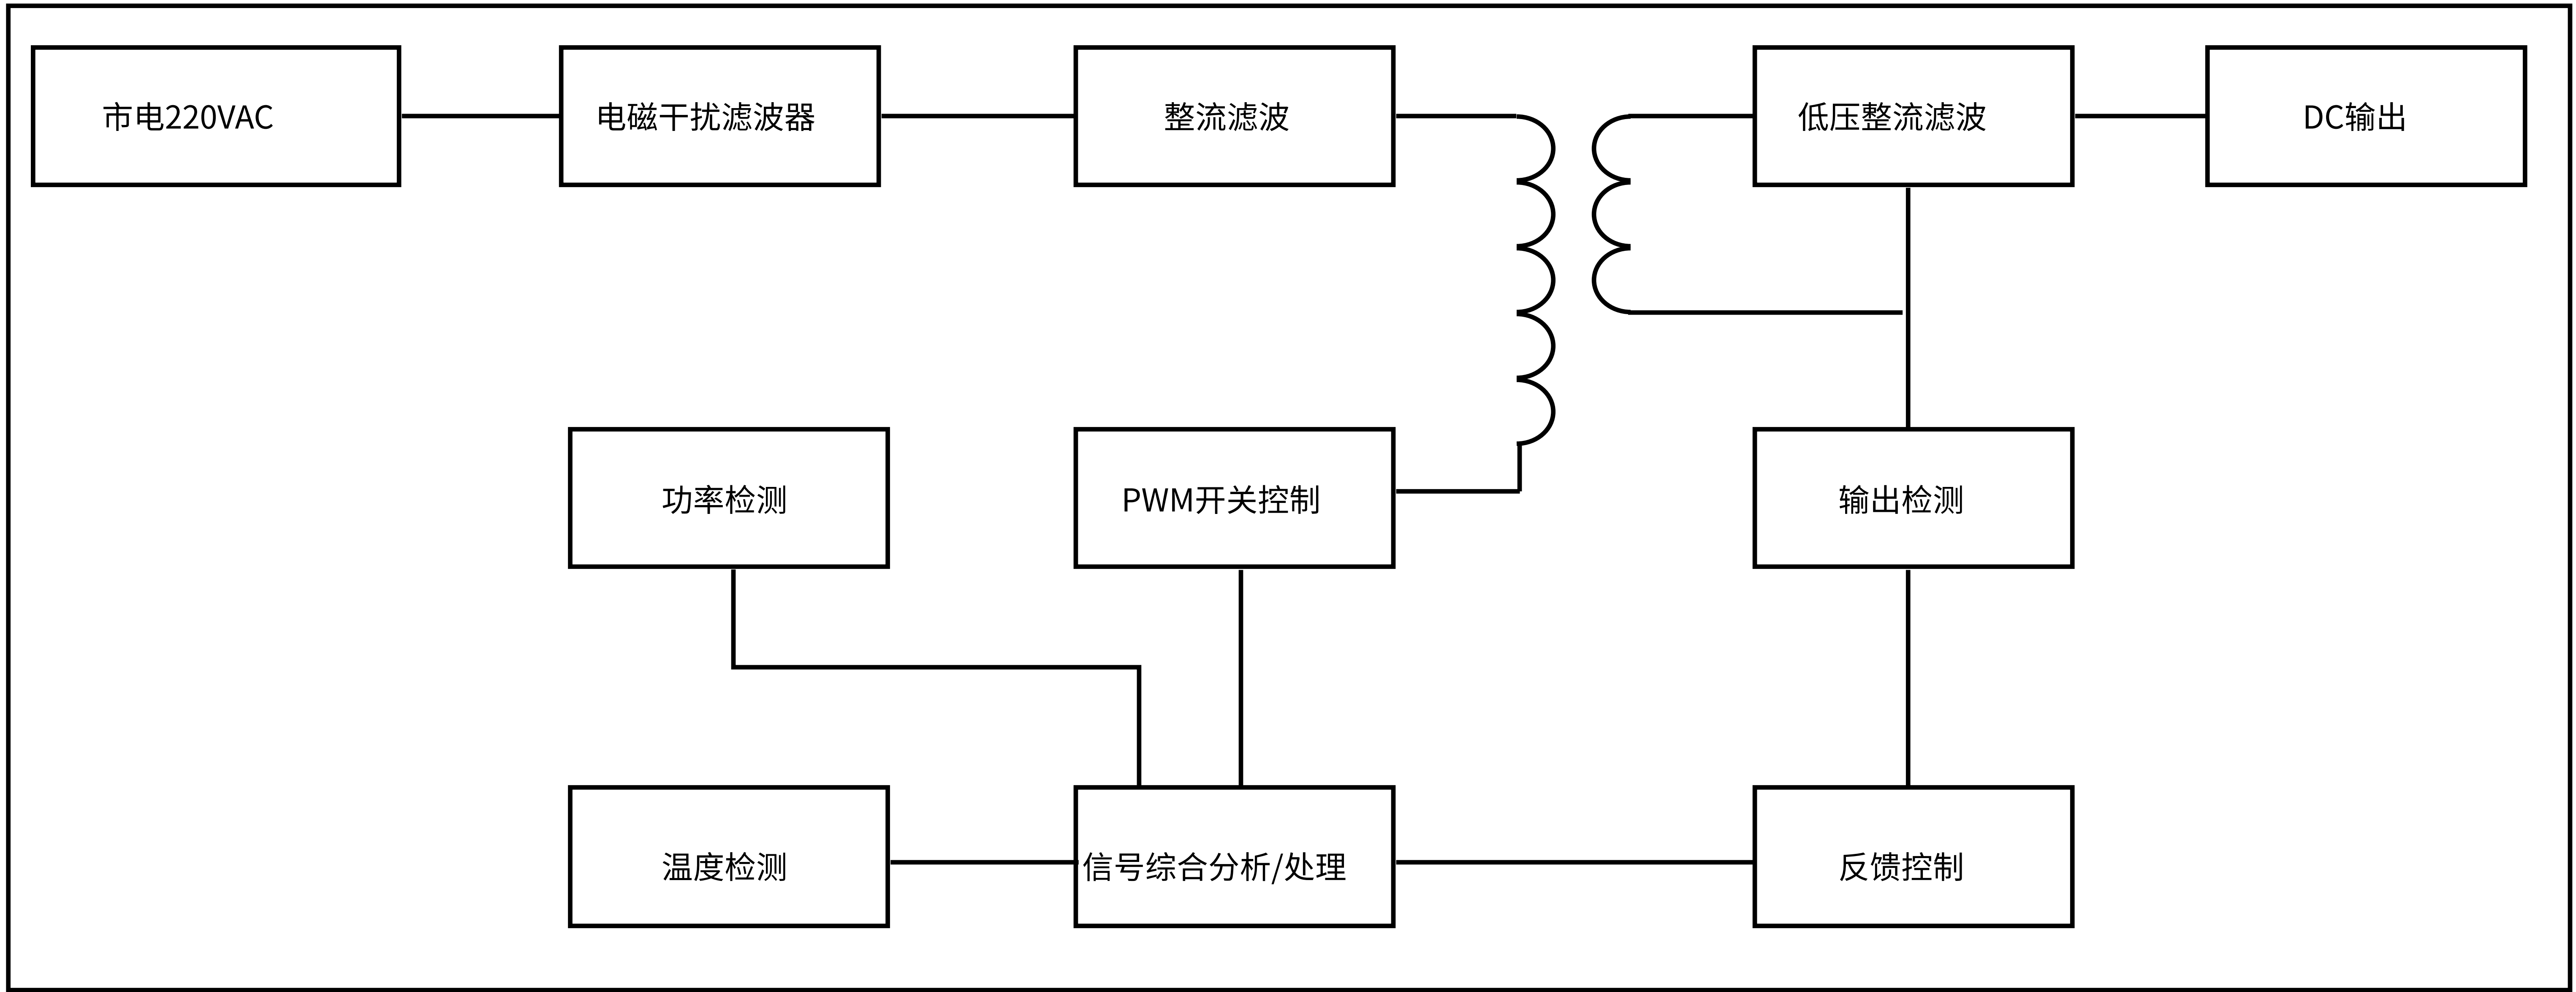 市电220VAC
电磁干扰滤波器
整流滤波
低压整流滤波
DC输出
功率检测
PWM开关控制
输出检测
温度检测
信号综合分析/处理
反馈控制